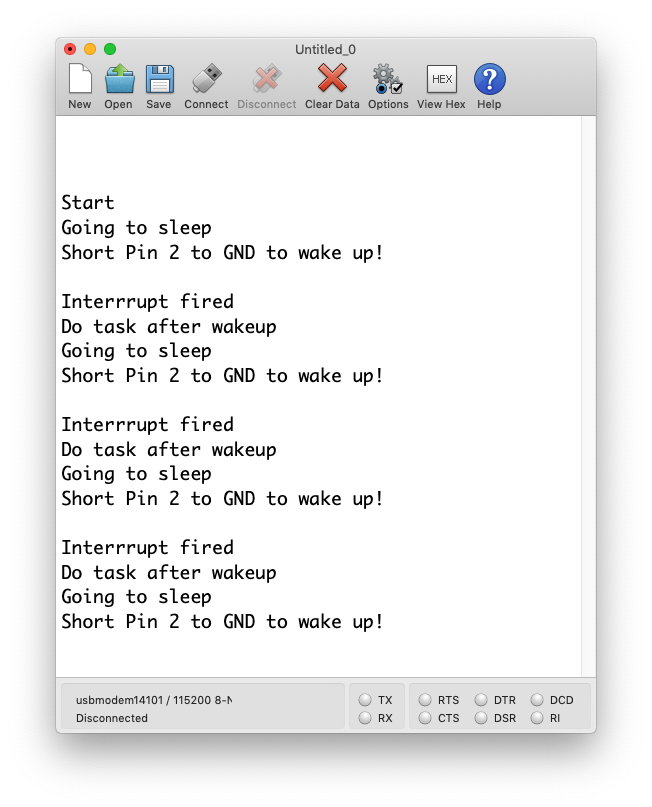 Untitled_0
New Open Save Connect Disconnect Clear Data Options View Hex Help
HEX
Start
Going to sleep
Short Pin 2 to GND to wake up!
Interrrupt fired
Do task after wakeup
Going to sleep
Short Pin 2 to GND to wake up!
Interrrupt fired
Do task after wakeup
Going to sleep
Short Pin 2 to GND to wake up!
Interrrupt fired
Do task after wakeup
Going to sleep
Short Pin 2 to GND to wake up!
usbmodem14101 / 115200 8-N
Disconnected
TX
RX
RTS DTR DCD
CTS DSR RI